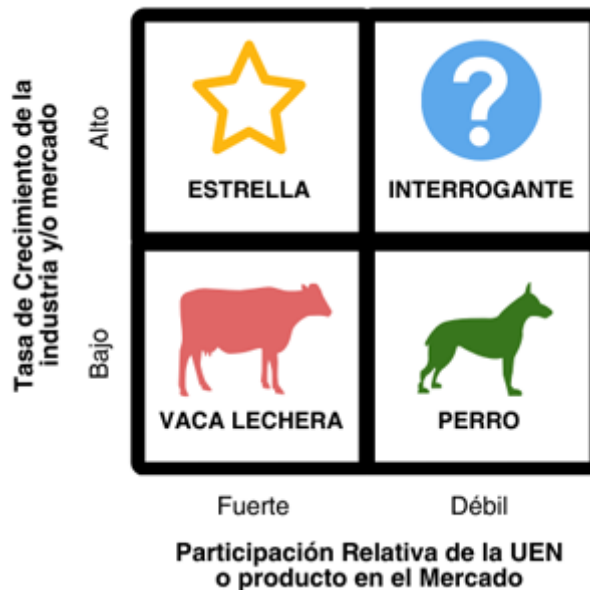 Tasa de Crecimiento de la
industria y/o mercado
Alto
Bajo
?
ESTRELLA
INTERROGANTE
VACA LECHERA
PERRO
Fuerte
Débil
Participación Relativa de la UEN
o producto en el Mercado